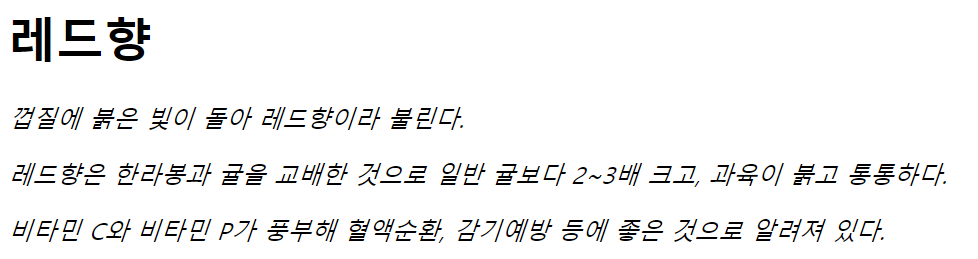 레드향
껍질에 붉은 빛이 돌아 레드향이라 불린다.
레드향은 한라봉과 귤을 교배한 것으로 일반 귤보다 2~3배 크고, 과육이 붉고 통통하다.
비타민 C와 비타민 P가 풍부해 혈액순환, 감기예방 등에 좋은 것으로 알려져 있다.